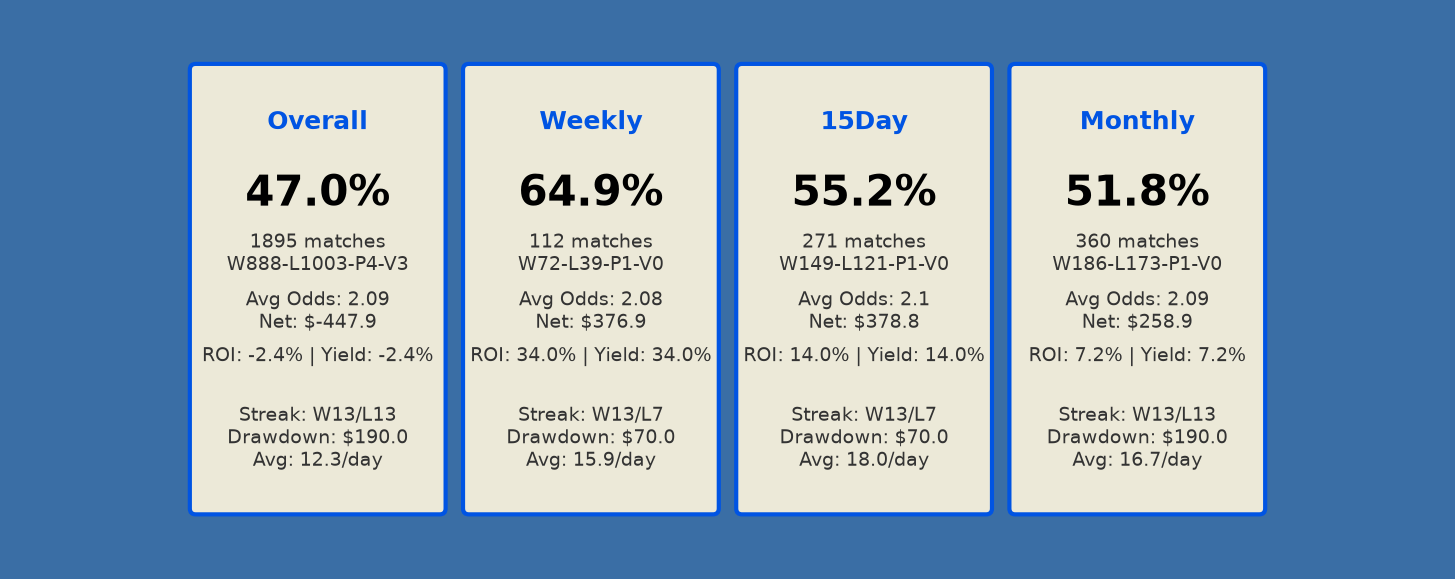 Overall
47.0%
1895 matches
W888-L1003-P4-V3
Avg Odds: 2.09
Net: $-447.9
ROI: -2.4% | Yield: -2.4%
Streak: W13/L13
Drawdown: $190.0
Avg: 12.3/day
Weekly
64.9%
112 matches
W72-L39-P1-V0
Avg Odds: 2.08
Net: $376.9
ROI: 34.0% | Yield: 34.0%
Streak: W13/L7
Drawdown: $70.0
Avg: 15.9/day
15Day
55.2%
271 matches
W149-L121-P1-V0
Avg Odds: 2.1
Net: $378.8
ROI: 14.0% | Yield: 14.0%
Streak: W13/L7
Drawdown: $70.0
Avg: 18.0/day
Monthly
51.8%
360 matches
W186-L173-P1-V0
Avg Odds: 2.09
Net: $258.9
ROI: 7.2% | Yield: 7.2%
Streak: W13/L13
Drawdown: $190.0
Avg: 16.7/day